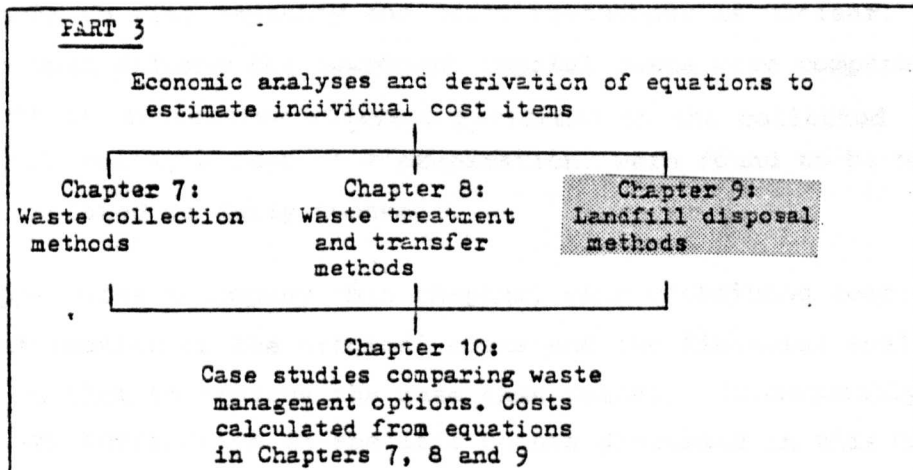 PART 3
Economic analyses and derivation of equations to
estimate individual cost items
Chapter 7:
Waste collection
methods
Chapter 8:
Waste treatment
and transfer
methods
Chapter 9:
Landfill disposal
methods
Chapter 10:
Case studies comparing waste
management options. Costs
calculated from equations
in Chapters 7, 8 and 9